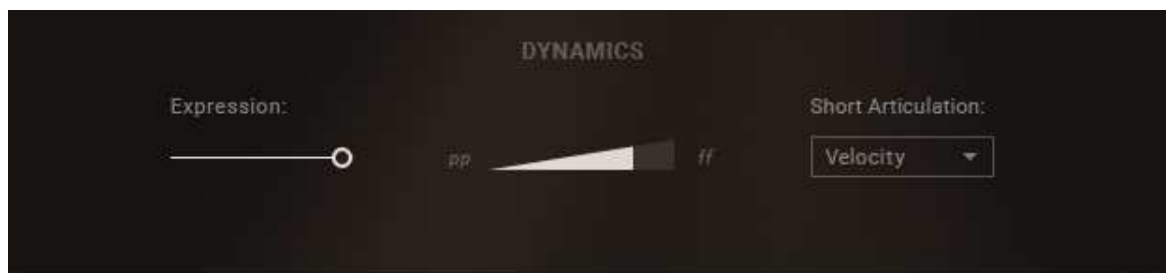 DYNAMICS
Expression:
Short Articulation:
pp
ff
Velocity